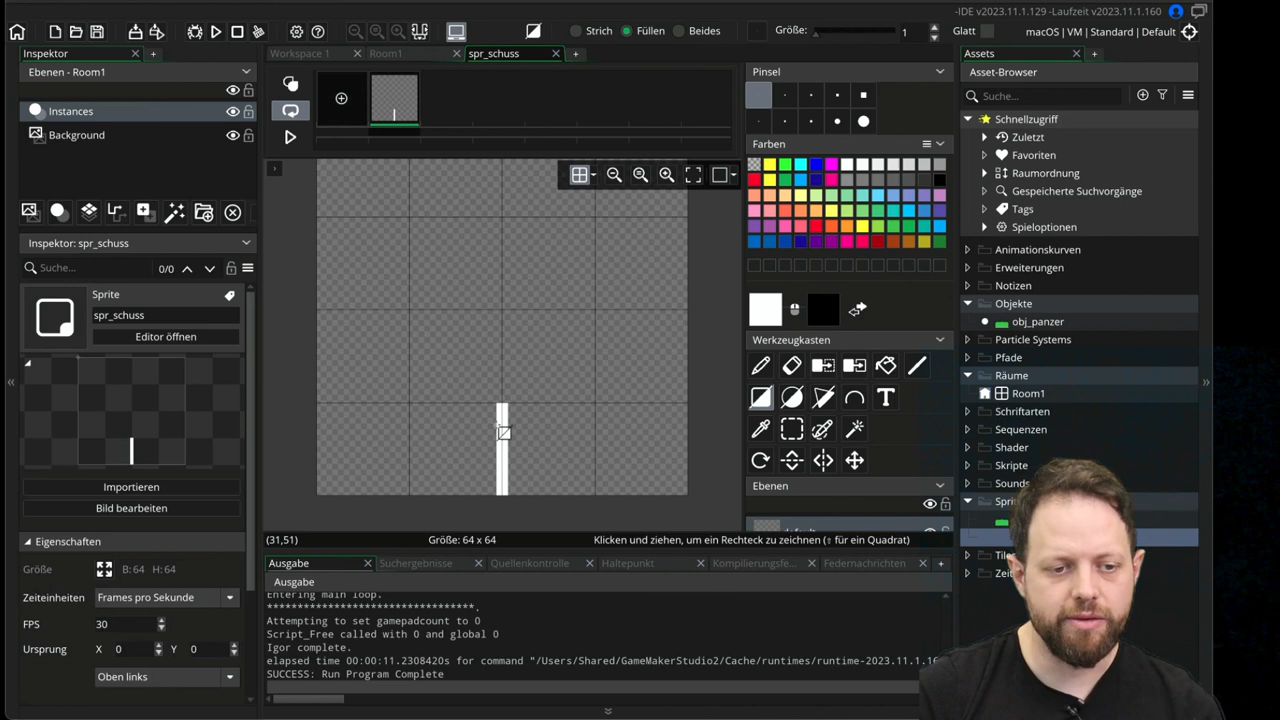 -IDE v2023.11.1.129 -Laufzeit v2023.11.1.160
Strich
Füllen
Beides
Größe:
1
Glatt
macOS | VM | Standard | Default
Inspektor
Workspace 1
Room1
spr_schuss
Assets
Ebenen - Room1
Instances
Background
Inspektor: spr_schuss
Suche...
0/0
Sprite
spr_schuss
Editor öffnen
Importieren
Bild bearbeiten
Eigenschaften
Größe
B: 64 H: 64
Zeiteinheiten
Frames pro Sekunde
FPS
30
Ursprung
X
0
Y
0
Oben links
(31,51)
Größe: 64 x 64
Klicken und ziehen, um ein Rechteck zu zeichnen (⇧ für ein Quadrat)
Ausgabe
Suchergebnisse
Quellenkontrolle
Haltepunkt
Kompilierungsfe...
Federnachrichten
Ausgabe
Entering main loop.
***********************************.
Attempting to set gamepadcount to 0
Script_Free called with 0 and global 0
Igor complete.
elapsed time 00:00:11.2308420s for command "/Users/Shared/GameMakerStudio2/Cache/runtimes/runtime-2023.11.1.16
SUCCESS: Run Program Complete
Pinsel
Farben
Werkzeugkasten
T
Ebenen
Asset-Browser
Suche...
Schnellzugriff
Zuletzt
Favoriten
Raumordnung
Gespeicherte Suchvorgänge
Tags
Spieloptionen
Animationskurven
Erweiterungen
Notizen
Objekte
obj_panzer
Particle Systems
Pfade
Räume
Room1
Schriftarten
Sequenzen
Shader
Skripte
Sounds